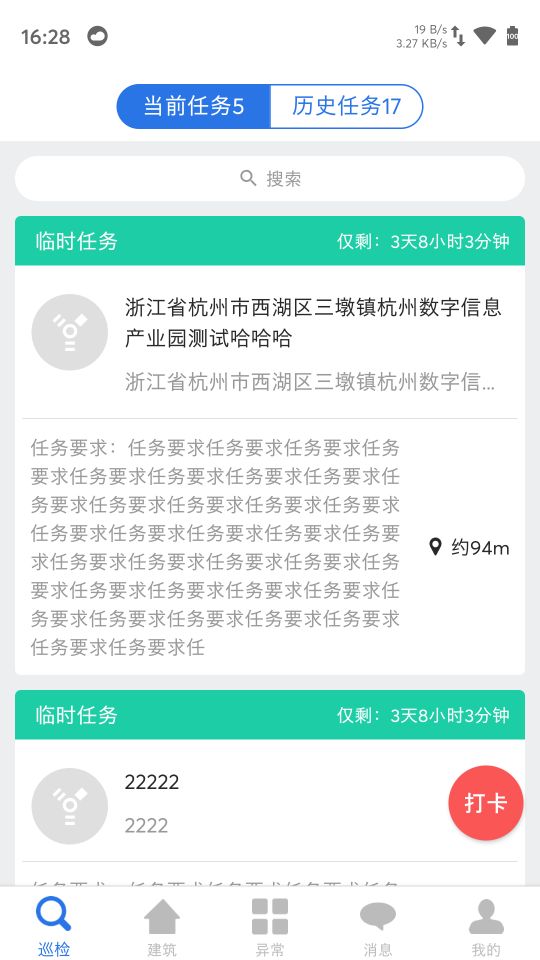 16:28
19 B/s
3.27 KB/s
100
当前任务5
历史任务17
搜索
临时任务
仅剩：3天8小时3分钟
浙江省杭州市西湖区三墩镇杭州数字信息
产业园测试哈哈哈
浙江省杭州市西湖区三墩镇杭州数字信...
任务要求：任务要求任务要求任务要求任务
要求任务要求任务要求任务要求任务要求任
务要求任务要求任务要求任务要求任务要求
任务要求任务要求任务要求任务要求任务要
求任务要求任务要求任务要求任务要求任务
要求任务要求任务要求任务要求任务要求任
务要求任务要求任务要求任务要求任务要求
任务要求任务要求任
约94m
临时任务
仅剩：3天8小时3分钟
22222
2222
打卡
巡检
建筑
异常
消息
我的